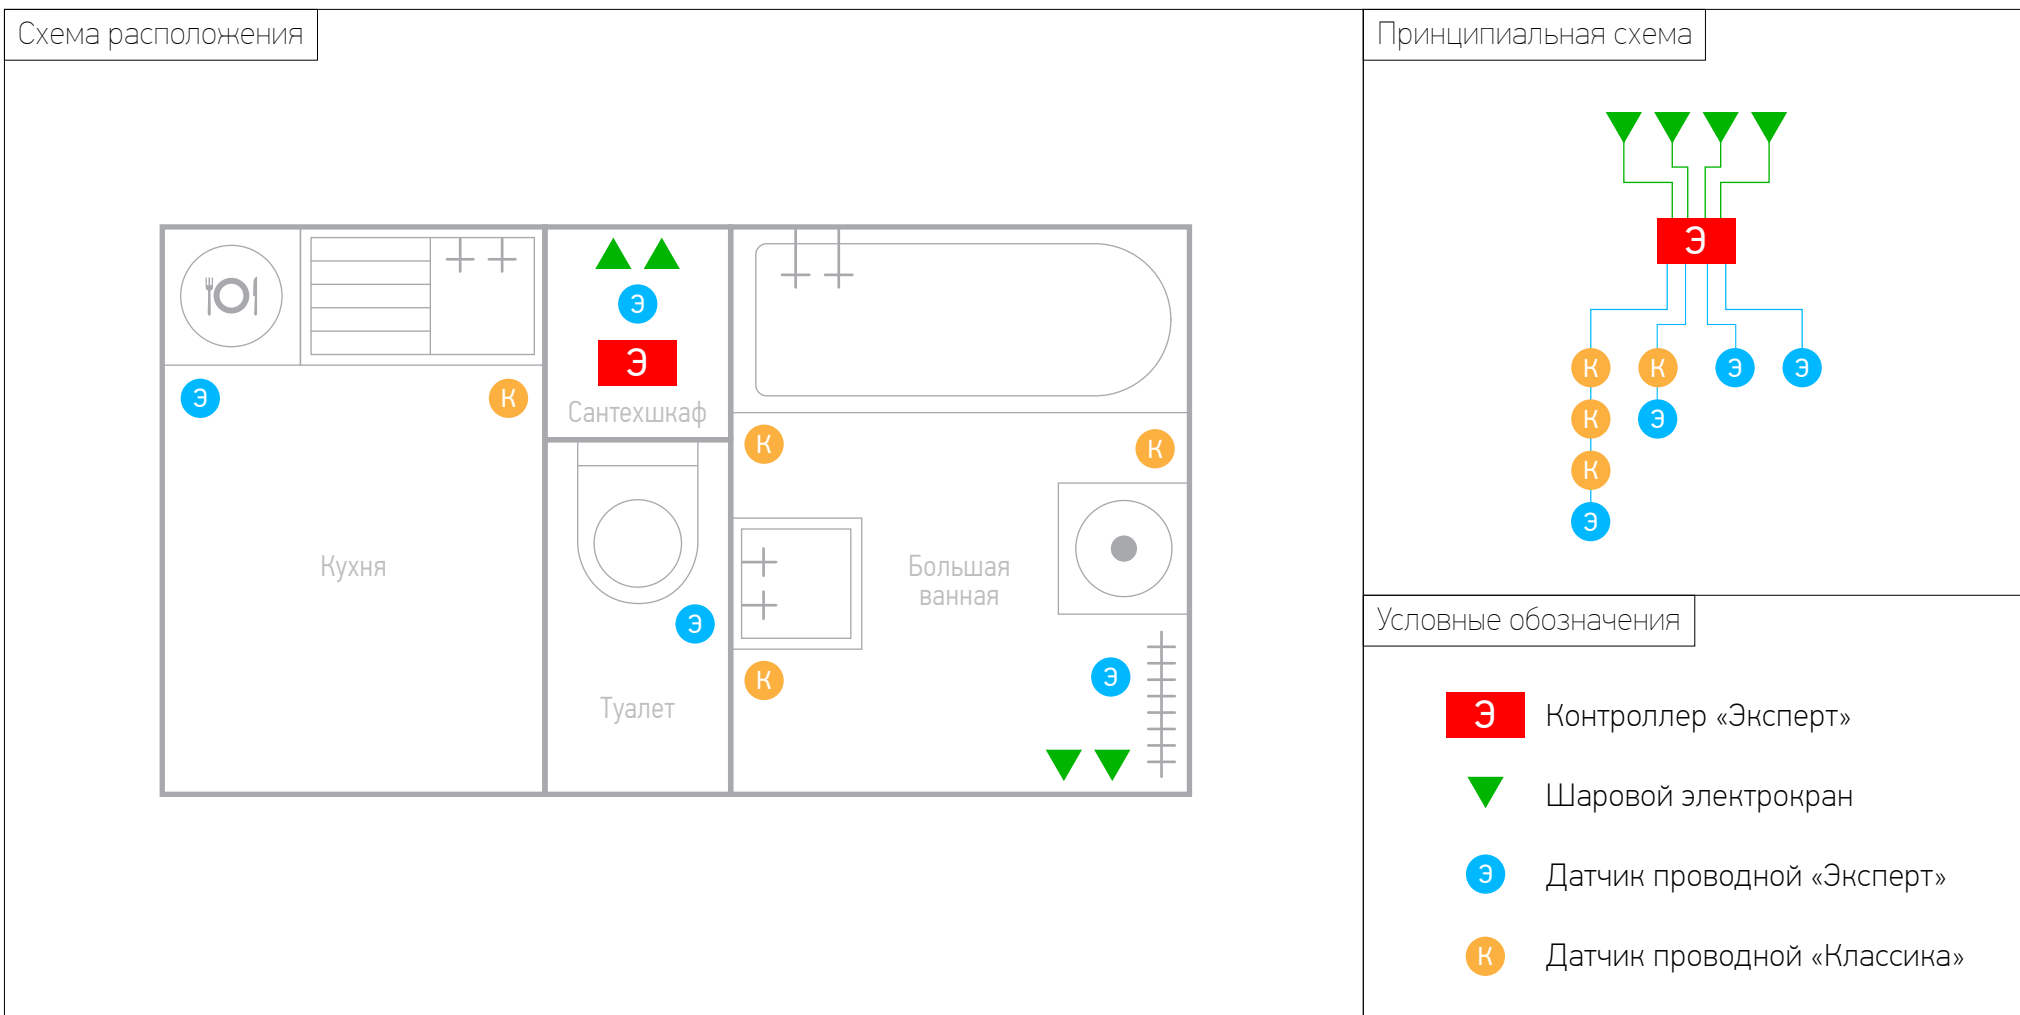 Схема расположения
Э
Э
Э
К
Сантехшкаф
К
К
Кухня
Большая
ванная
Э
К
Э
Туалет
Принципиальная схема
Э
К
К
Э
Э
К
Э
К
Э
Условные обозначения
Э Контроллер «Эксперт»
Шаровой электрокран
Э Датчик проводной «Эксперт»
К Датчик проводной «Классика»